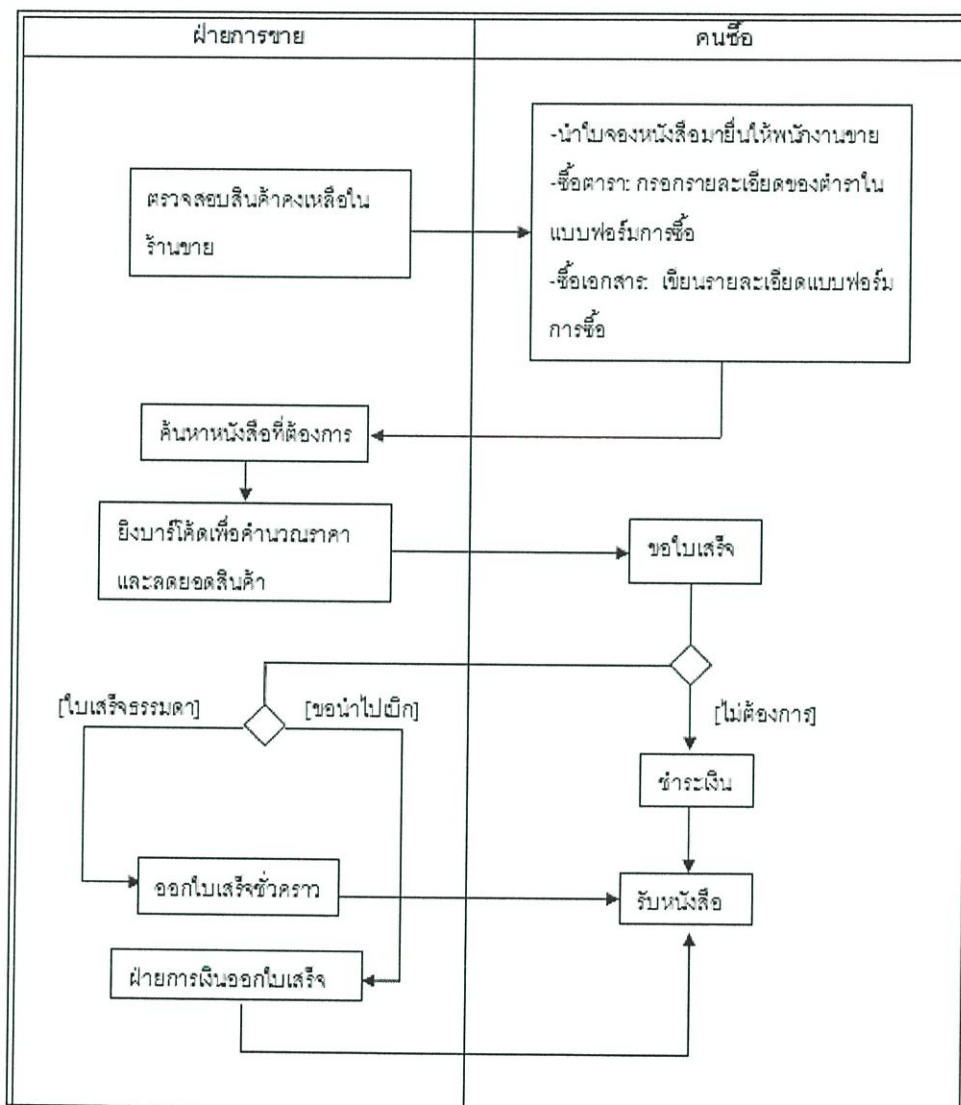 ฝ่ายการขาย
คนซื้อ
-นำใบจองหนังสือมายื่นให้พนักงานขาย
-ซื้อตารา: กรอกรายละเอียดของตำราใน
แบบฟอร์มการซื้อ
-ซื้อเอกสาร: เขียนรายละเอียดแบบฟอร์ม
การซื้อ
ตรวจสอบสินค้าคงเหลือใน
ร้านขาย
ค้นหาหนังสือที่ต้องการ
ยิงบาร์โค้ดเพื่อคำนวณราคา
และลดยอดสินค้า
ขอใบเสร็จ
[ใบเสร็จธรรมดา]
[ขอนำไปเบิก]
[ไม่ต้องการ]
ชำระเงิน
ออกใบเสร็จชั่วคราว
รับหนังสือ
ฝ่ายการเงินออกใบเสร็จ